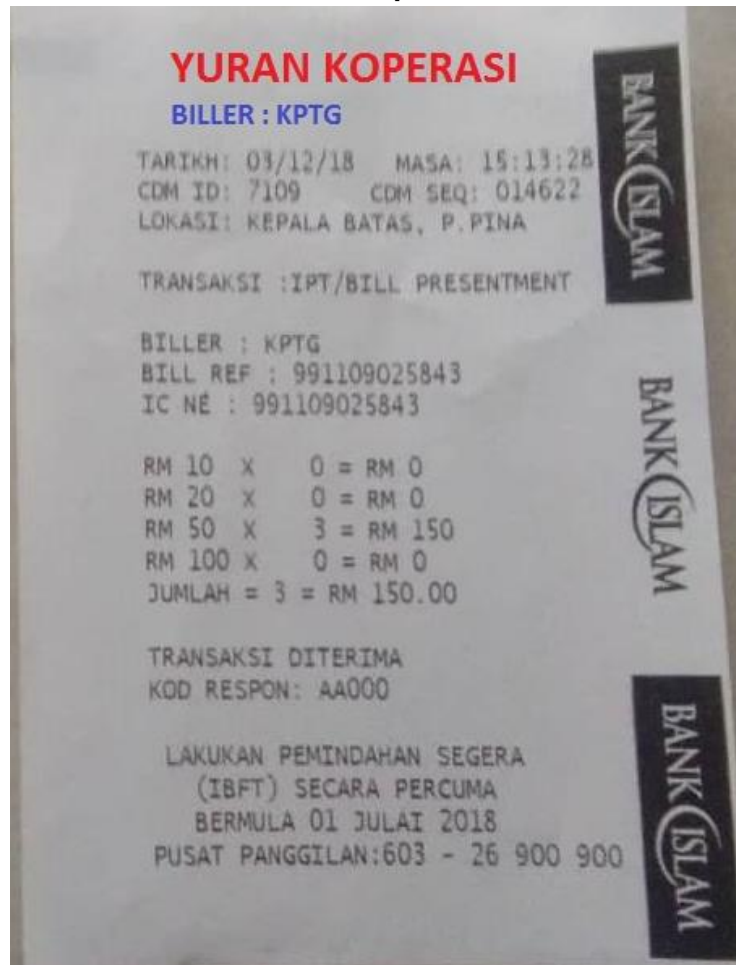 YURAN KOPERASI
BILLER : KPTG
TARIKH: 03/12/18 MASA: 15:13:28
CDM ID: 7109 CDM SEQ: 014622
LOKASI: KEPALA BATAS, P.PINA
TRANSAKSI :IPT/BILL PRESENTMENT
BILLER : KPTG
BILL REF : 991109025843
IC NE : 991109025843
RM 10 X 0 = RM 0
RM 20 X 0 = RM 0
RM 50 X 3 = RM 150
RM 100 X 0 = RM 0
JUMLAH = 3 = RM 150.00
TRANSAKSI DITERIMA
KOD RESPON: AA000
LAKUKAN PEMINDAHAN SEGERA
(IBFT) SECARA PERCUMA
BERMULA 01 JULAI 2018
PUSAT PANGGILAN:603 - 26 900 900
BANK ISLAM
BANK ISLAM
BANK ISLAM